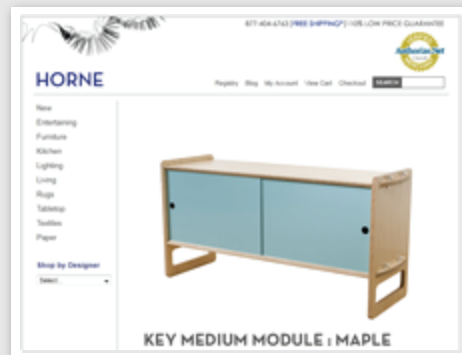 877-404-5763 | FREE SHIPPING* | 110% LOW PRICE GUARANTEE
Authorize.Net
HORNE
Registry Blog My Account View Cart Checkout SEARCH
New
Entertaining
Furniture
Kitchen
Lighting
Living
Rugs
Tabletop
Textiles
Paper
Shop by Designer
Select...
KEY MEDIUM MODULE : MAPLE